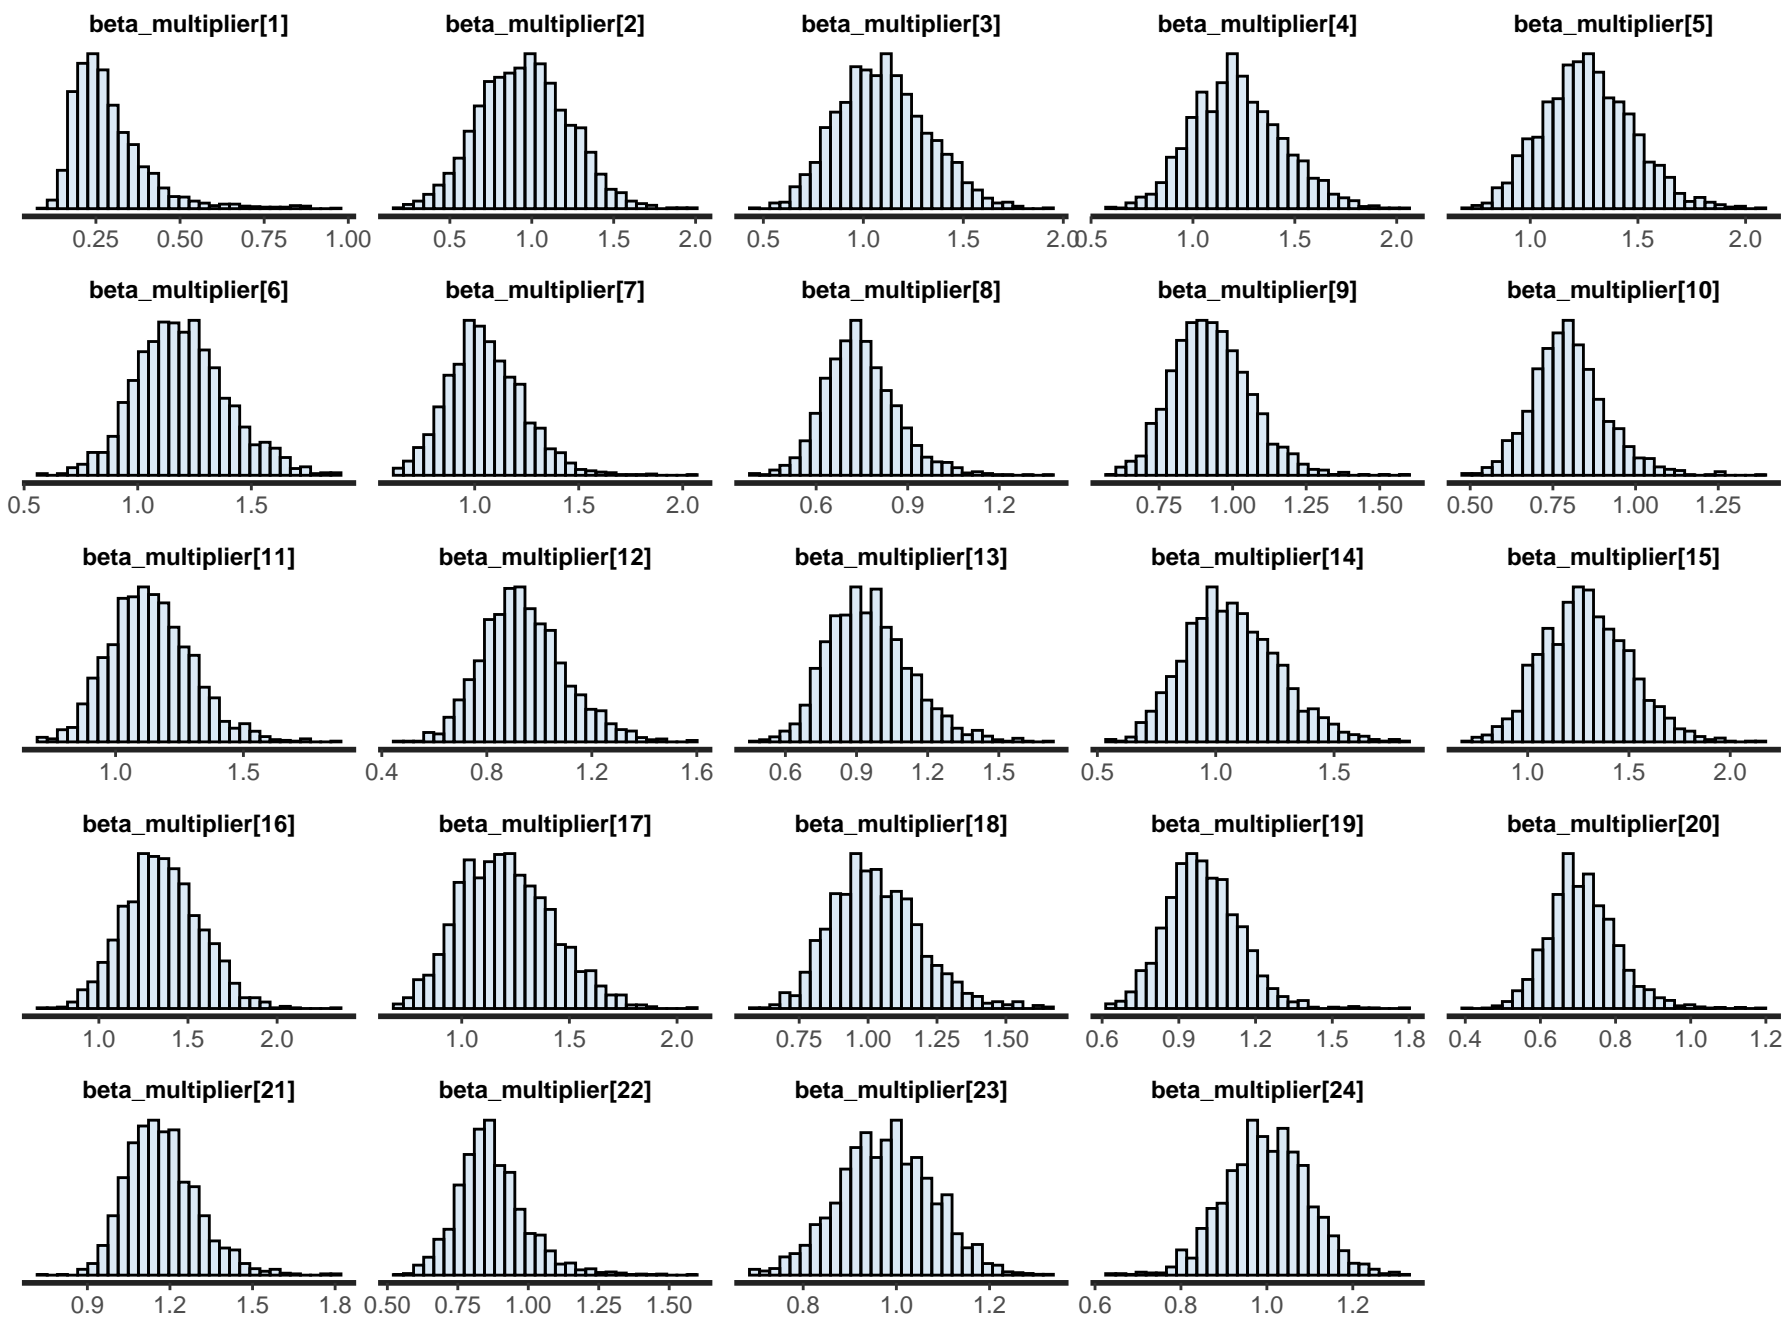 beta_multiplier[1] beta_multiplier[2] beta_multiplier[3] beta_multiplier[4] beta_multiplier[5]
0.25 0.50 0.75 1.00 0.5 1.0 1.5 2.0 0.5 1.0 1.5 2.0 0.5 1.0 1.5 2.0 1.0 1.5 2.0
beta_multiplier[6] beta_multiplier[7] beta_multiplier[8] beta_multiplier[9] beta_multiplier[10]
0.5 1.0 1.5 1.0 1.5 2.0 0.6 0.9 1.2 0.75 1.00 1.25 1.50 0.50 0.75 1.00 1.25
beta_multiplier[11] beta_multiplier[12] beta_multiplier[13] beta_multiplier[14] beta_multiplier[15]
1.0 1.5 0.4 0.8 1.2 1.6 0.6 0.9 1.2 1.5 0.5 1.0 1.5 1.0 1.5 2.0
beta_multiplier[16] beta_multiplier[17] beta_multiplier[18] beta_multiplier[19] beta_multiplier[20]
1.0 1.5 2.0 1.0 1.5 2.0 0.75 1.00 1.25 1.50 0.6 0.9 1.2 1.5 1.8 0.4 0.6 0.8 1.0 1.2
beta_multiplier[21] beta_multiplier[22] beta_multiplier[23] beta_multiplier[24]
0.9 1.2 1.5 1.8 0.50 0.75 1.00 1.25 1.50 0.8 1.0 1.2 0.6 0.8 1.0 1.2